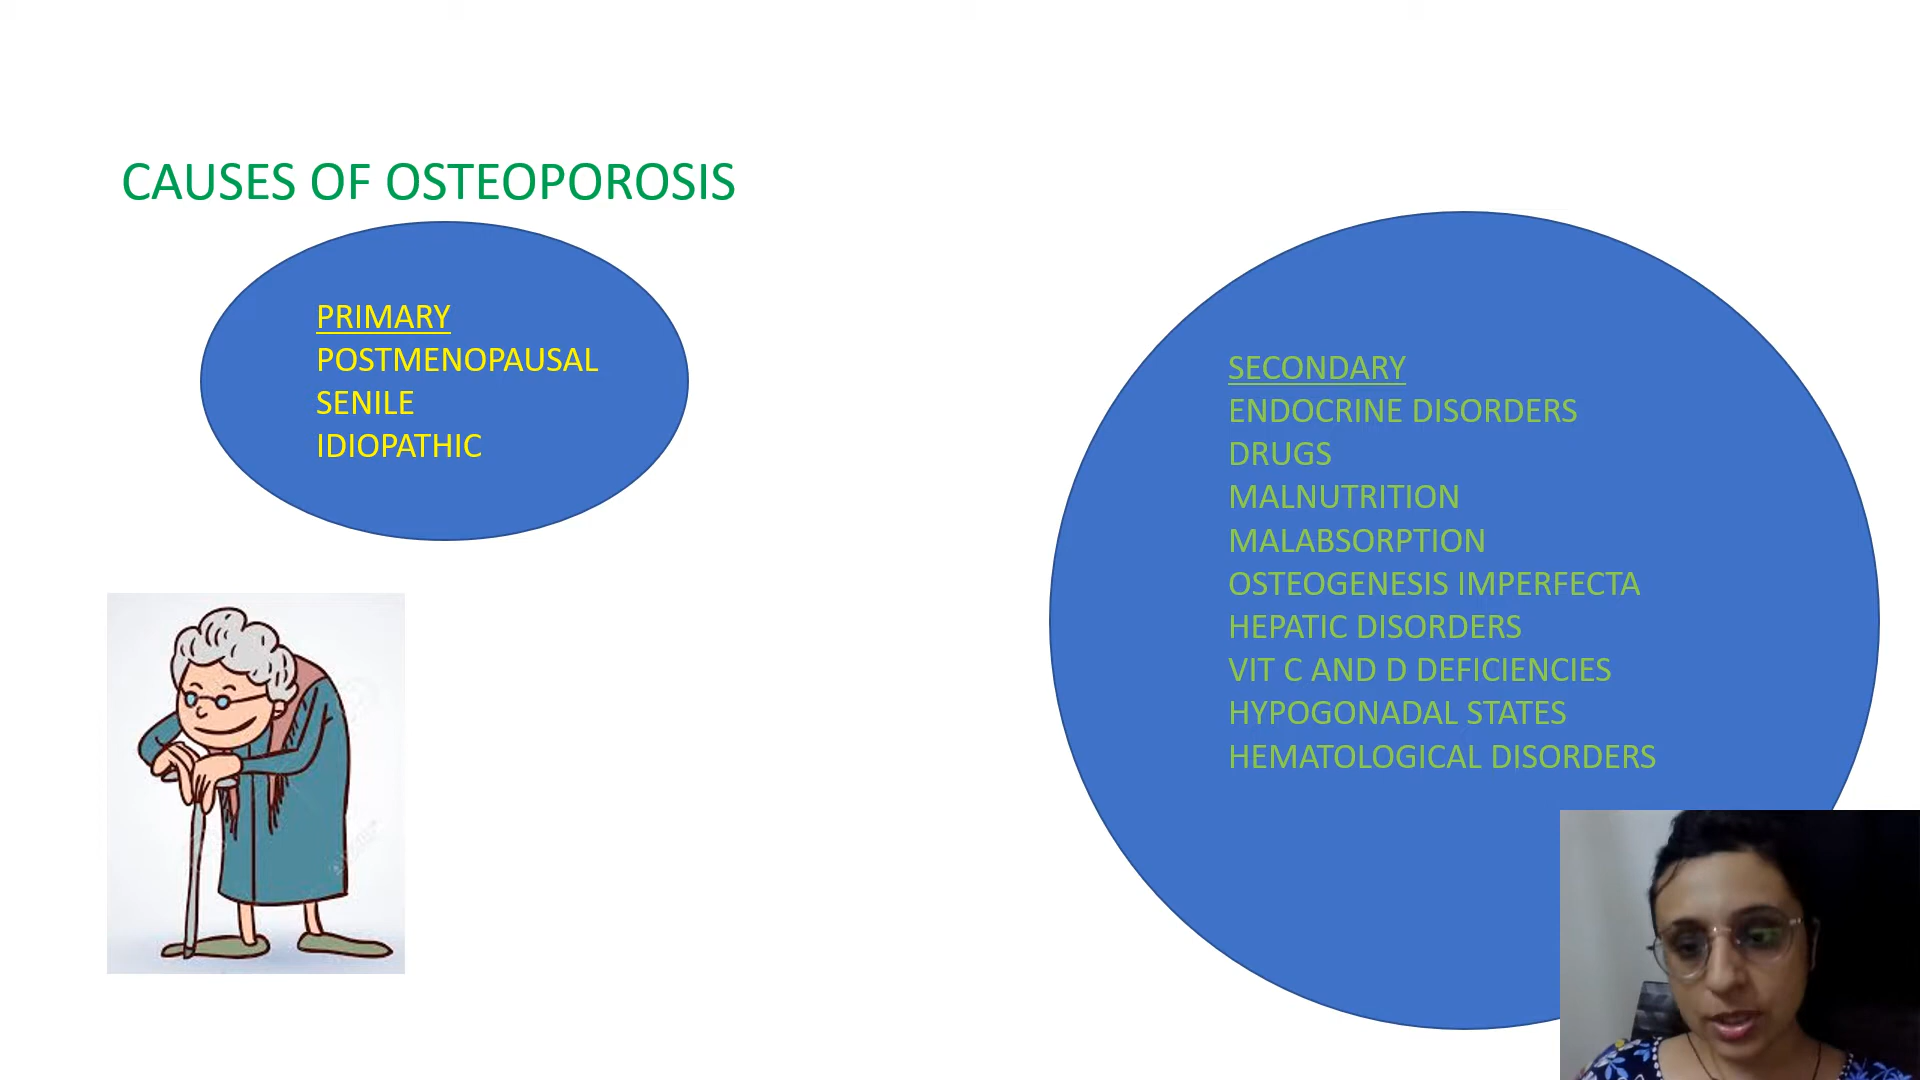 CAUSES OF OSTEOPOROSIS
PRIMARY
POSTMENOPAUSAL
SENILE
IDIOPATHIC
SECONDARY
ENDOCRINE DISORDERS
DRUGS
MALNUTRITION
MALABSORPTION
OSTEOGENESIS IMPERFECTA
HEPATIC DISORDERS
VIT C AND D DEFICIENCIES
HYPOGONADAL STATES
HEMATOLOGICAL DISORDERS